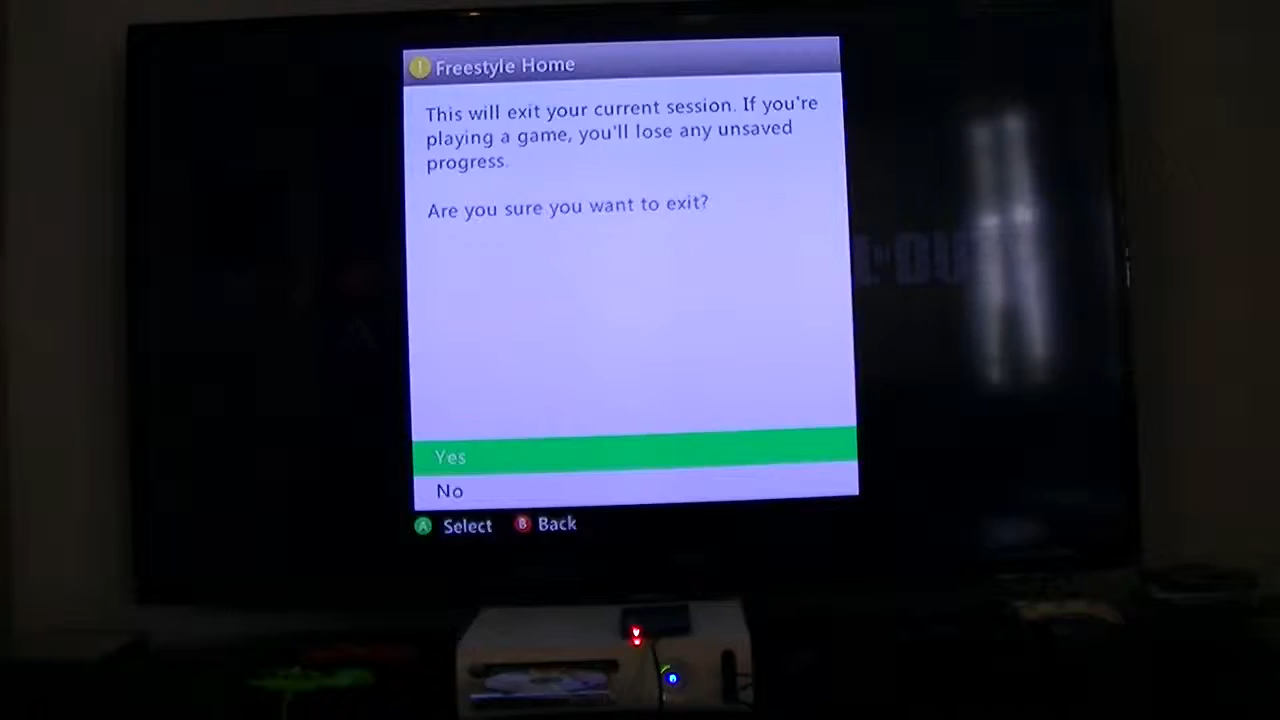 Freestyle Home
This will exit your current session. If you're
playing a game, you'll lose any unsaved
progress.
Are you sure you want to exit?
Yes
No
A Select B Back